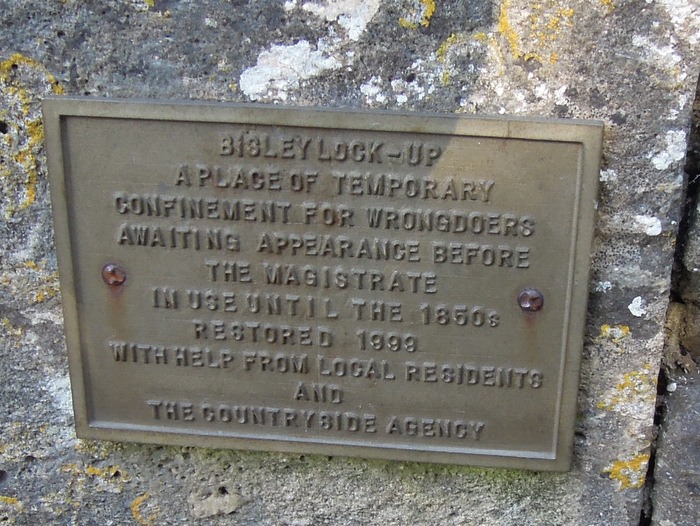 BISLEY LOCK-UP
A PLACE OF TEMPORARY
CONFINEMENT FOR WRONGDOERS
AWAITING APPEARANCE BEFORE
THE MAGISTRATE
IN USE UNTIL THE 1850s
RESTORED 1999
WITH HELP FROM LOCAL RESIDENTS
AND
THE COUNTRYSIDE AGENCY